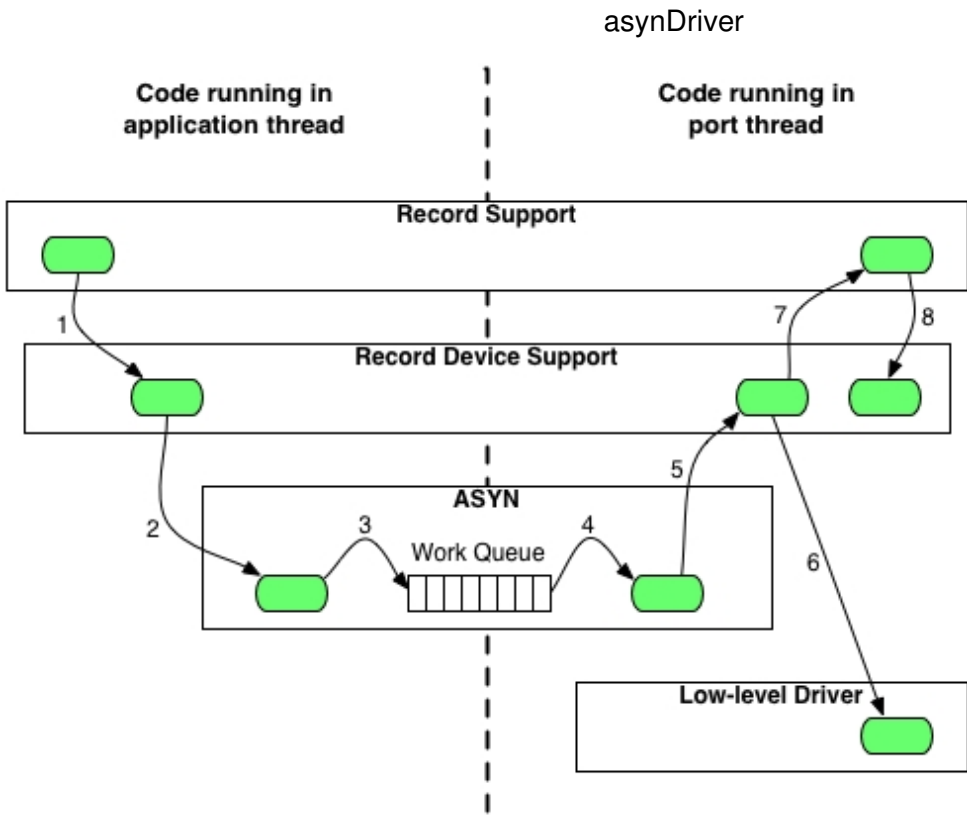 asynDriver
Code running in
application thread
Code running in
port thread
Record Support
1
7
8
Record Device Support
2
5
ASYN
3
4
Work Queue
6
Low-level Driver